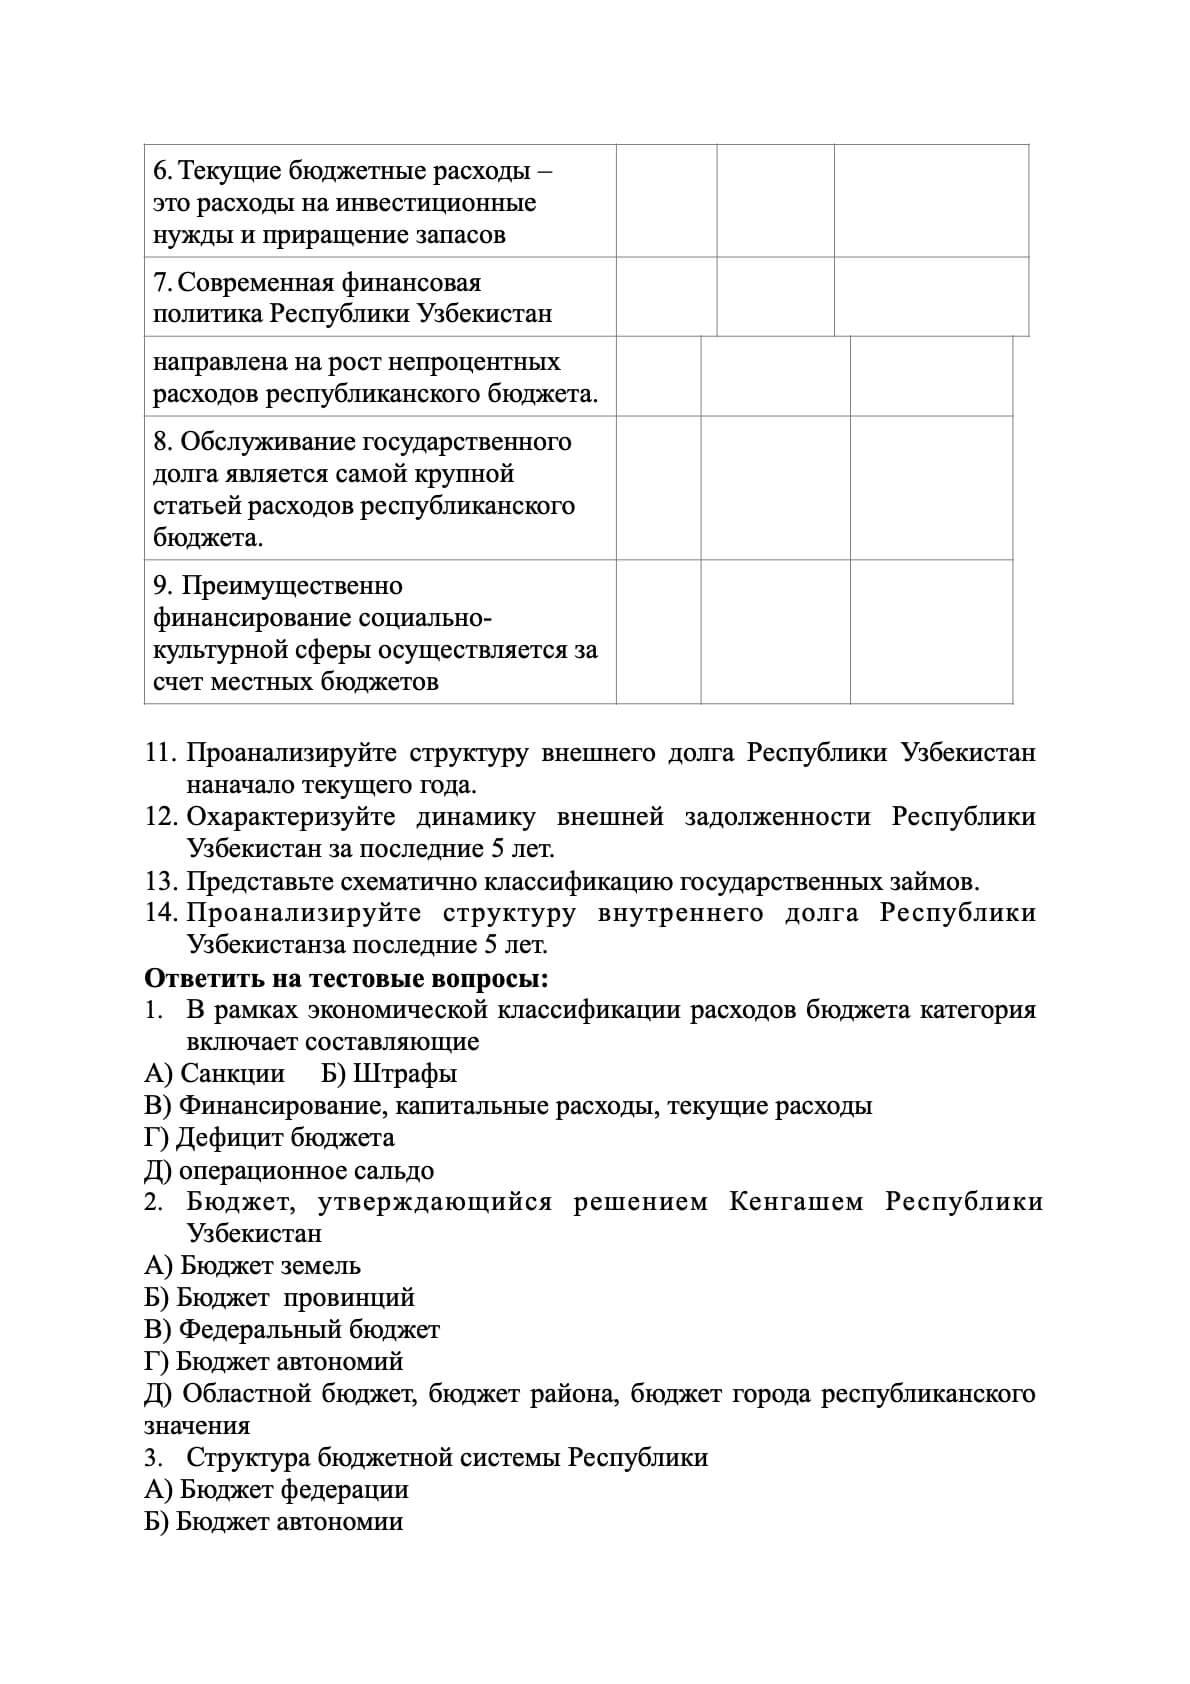 6. Текущие бюджетные расходы –
это расходы на инвестиционные
нужды и приращение запасов
7. Современная финансовая
политика Республики Узбекистан
направлена на рост непроцентных
расходов республиканского бюджета.
8. Обслуживание государственного
долга является самой крупной
статьей расходов республиканского
бюджета.
9. Преимущественно
финансирование социально-
культурной сферы осуществляется за
счет местных бюджетов
11. Проанализируйте структуру внешнего долга Республики Узбекистан
наначало текущего года.
12. Охарактеризуйте динамику внешней задолженности Республики
Узбекистан за последние 5 лет.
13. Представьте схематично классификацию государственных займов.
14. Проанализируйте структуру внутреннего долга Республики
Узбекистанза последние 5 лет.
Ответить на тестовые вопросы:
1. В рамках экономической классификации расходов бюджета категория
включает составляющие
А) Санкции Б) Штрафы
В) Финансирование, капитальные расходы, текущие расходы
Г) Дефицит бюджета
Д) операционное сальдо
2. Бюджет, утверждающийся решением Кенгашем Республики
Узбекистан
А) Бюджет земель
Б) Бюджет провинций
В) Федеральный бюджет
Г) Бюджет автономий
Д) Областной бюджет, бюджет района, бюджет города республиканского
значения
3. Структура бюджетной системы Республики
А) Бюджет федерации
Б) Бюджет автономии